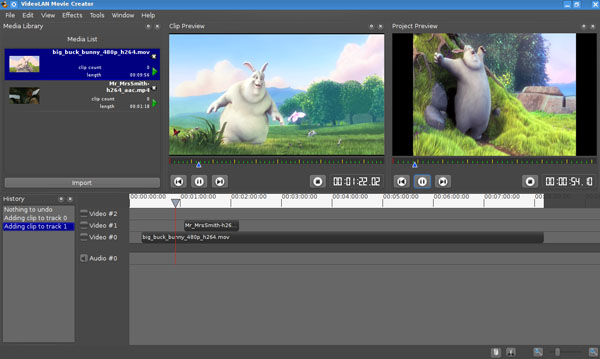 VideoLAN Movie Creator
File Edit View Effects Tools Window Help
Media Library
Clip Preview
Project Preview
Media List
big_buck_bunny_480p_h264.mov
clip count 0
length 00:09:56
Mr_MrsSmith-
h264_aac.mp4
clip count 0
length 00:01:18
Import
00:01:22.02
00:00:54.10
History
Nothing to undo
Adding clip to track 0
Adding clip to track 1
00:00:00:00 00:01:00:00 00:02:00:00 00:03:00:00 00:04:00:00 00:05:00:00 00:06:00:00 00:07:00:00 00:08:00:00 00:
Video #2
Video #1
Mr_MrsSmith-h26...
Video #0
big_buck_bunny_480p_h264.mov
Audio #0